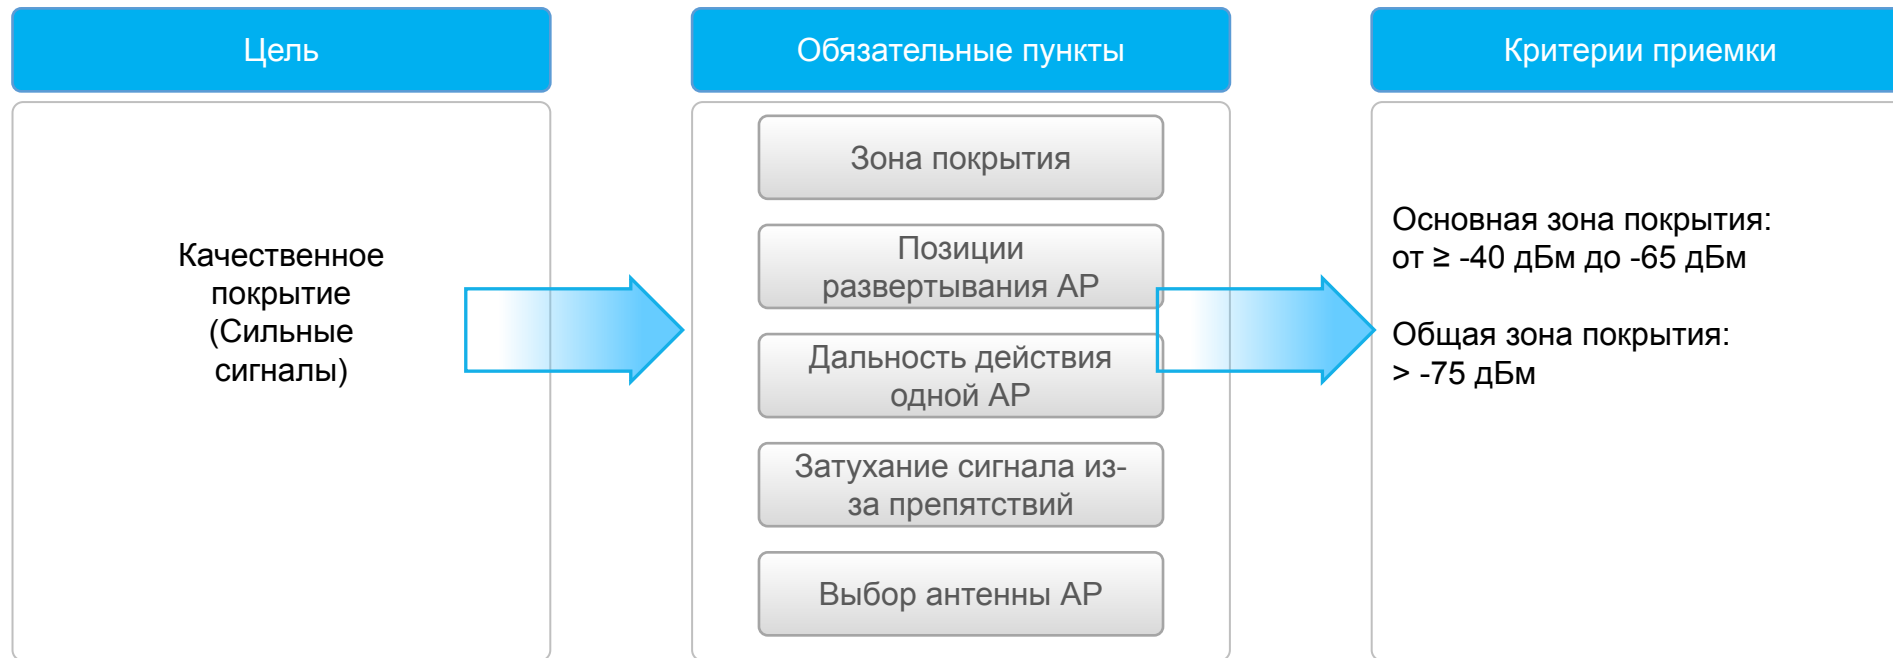 Цель
Обязательные пункты
Критерии приемки
Качественное
покрытие
(Сильные
сигналы)
Зона покрытия
Позиции
развертывания AP
Дальность действия
одной AP
Затухание сигнала из-
за препятствий
Выбор антенны AP
Основная зона покрытия:
от ≥ -40 дБм до -65 дБм
Общая зона покрытия:
> -75 дБм